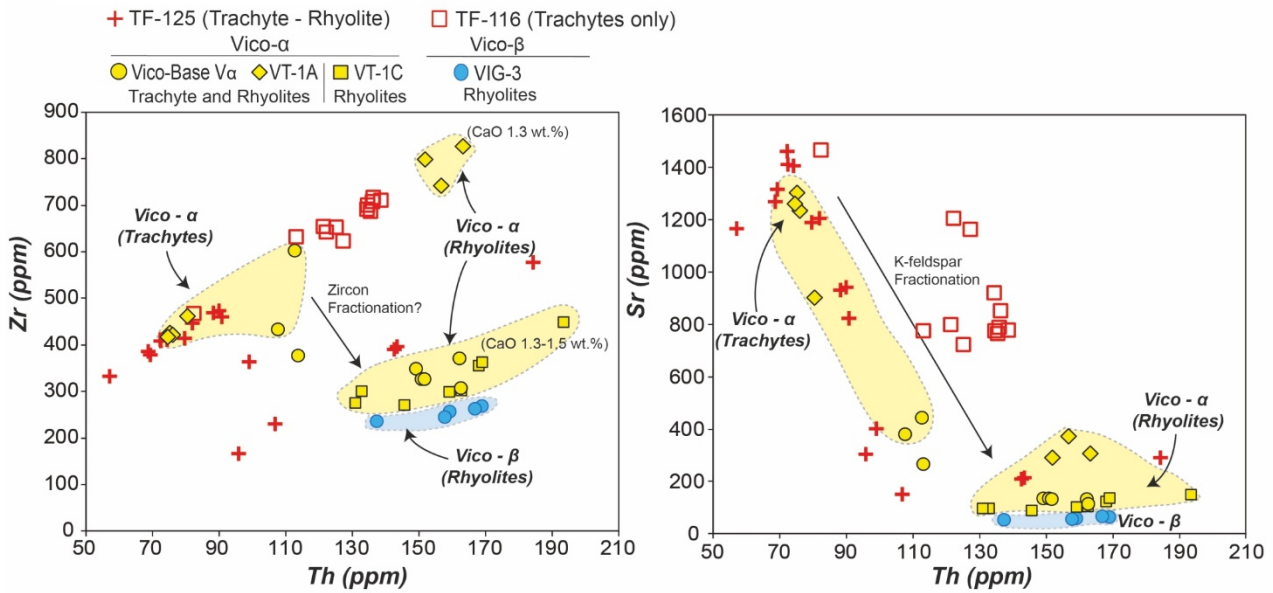 TF-125 (Trachyte - Rhyolite) TF-116 (Trachytes only)
Vico-α Vico-β
Vico-Base Vα VT-1A VT-1C VIG-3
Trachyte and Rhyolites Rhyolites Rhyolites
900
800
700
600
500
400
300
200
100
0
Zr (ppm)
50 70 90 110 130 150 170 190 210
Th (ppm)
(CaO 1.3 wt.%)
Vico - α
(Trachytes)
Vico - α
(Rhyolites)
Zircon
Fractionation?
(CaO 1.3-1.5 wt.%)
Vico - β
(Rhyolites)
1600
1400
1200
1000
800
600
400
200
0
Sr (ppm)
50 70 90 110 130 150 170 190 210
Th (ppm)
K-feldspar
Fractionation
Vico - α
(Trachytes)
Vico - α
(Rhyolites)
Vico - β